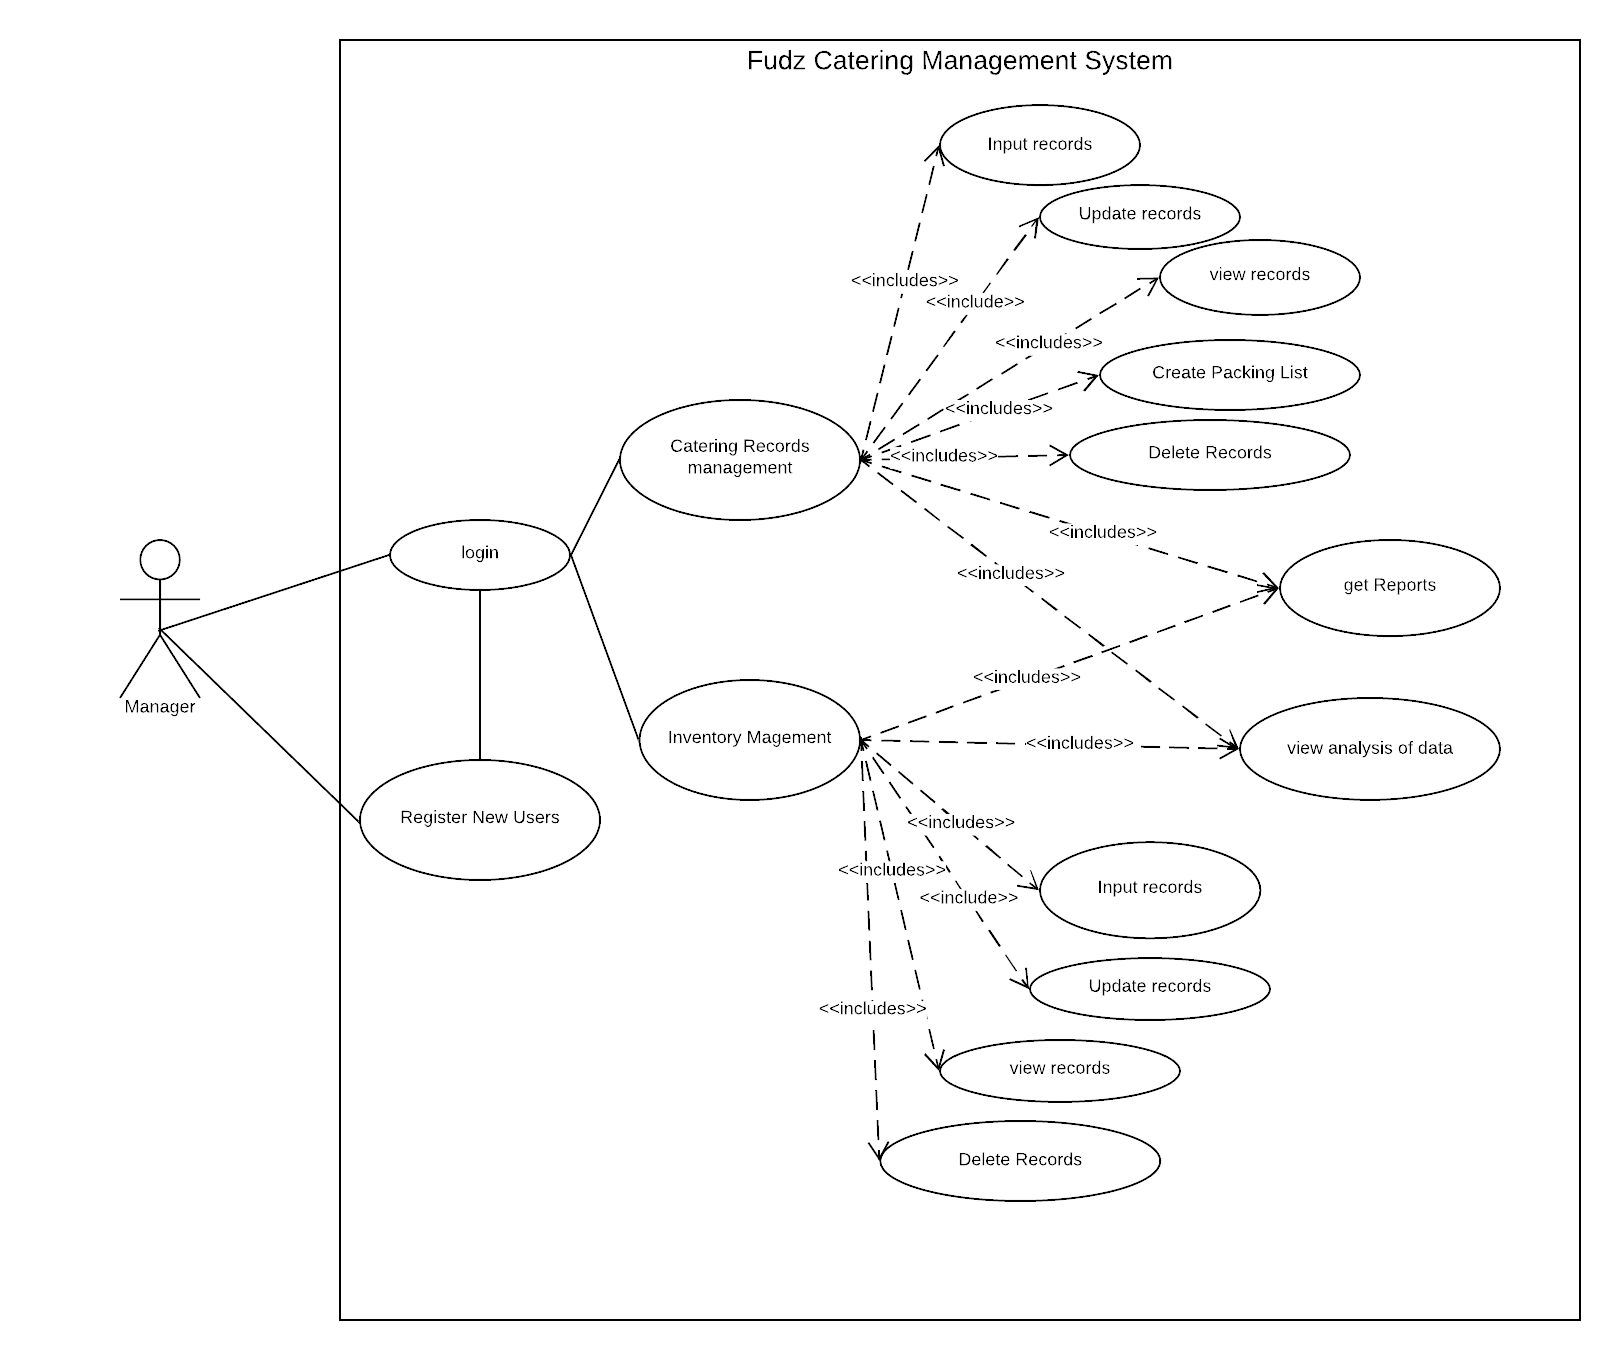 Fudz Catering Management System
Input records
Update records
view records
<<includes>>
<<include>>
<<includes>>
Create Packing List
<<includes>>
Catering Records
management
<<includes>>
Delete Records
<<includes>>
login
<<includes>>
get Reports
<<includes>>
Manager
Inventory Magement
<<includes>>
view analysis of data
Register New Users
<<includes>>
<<includes>>
<<include>>
Input records
Update records
<<includes>>
view records
Delete Records